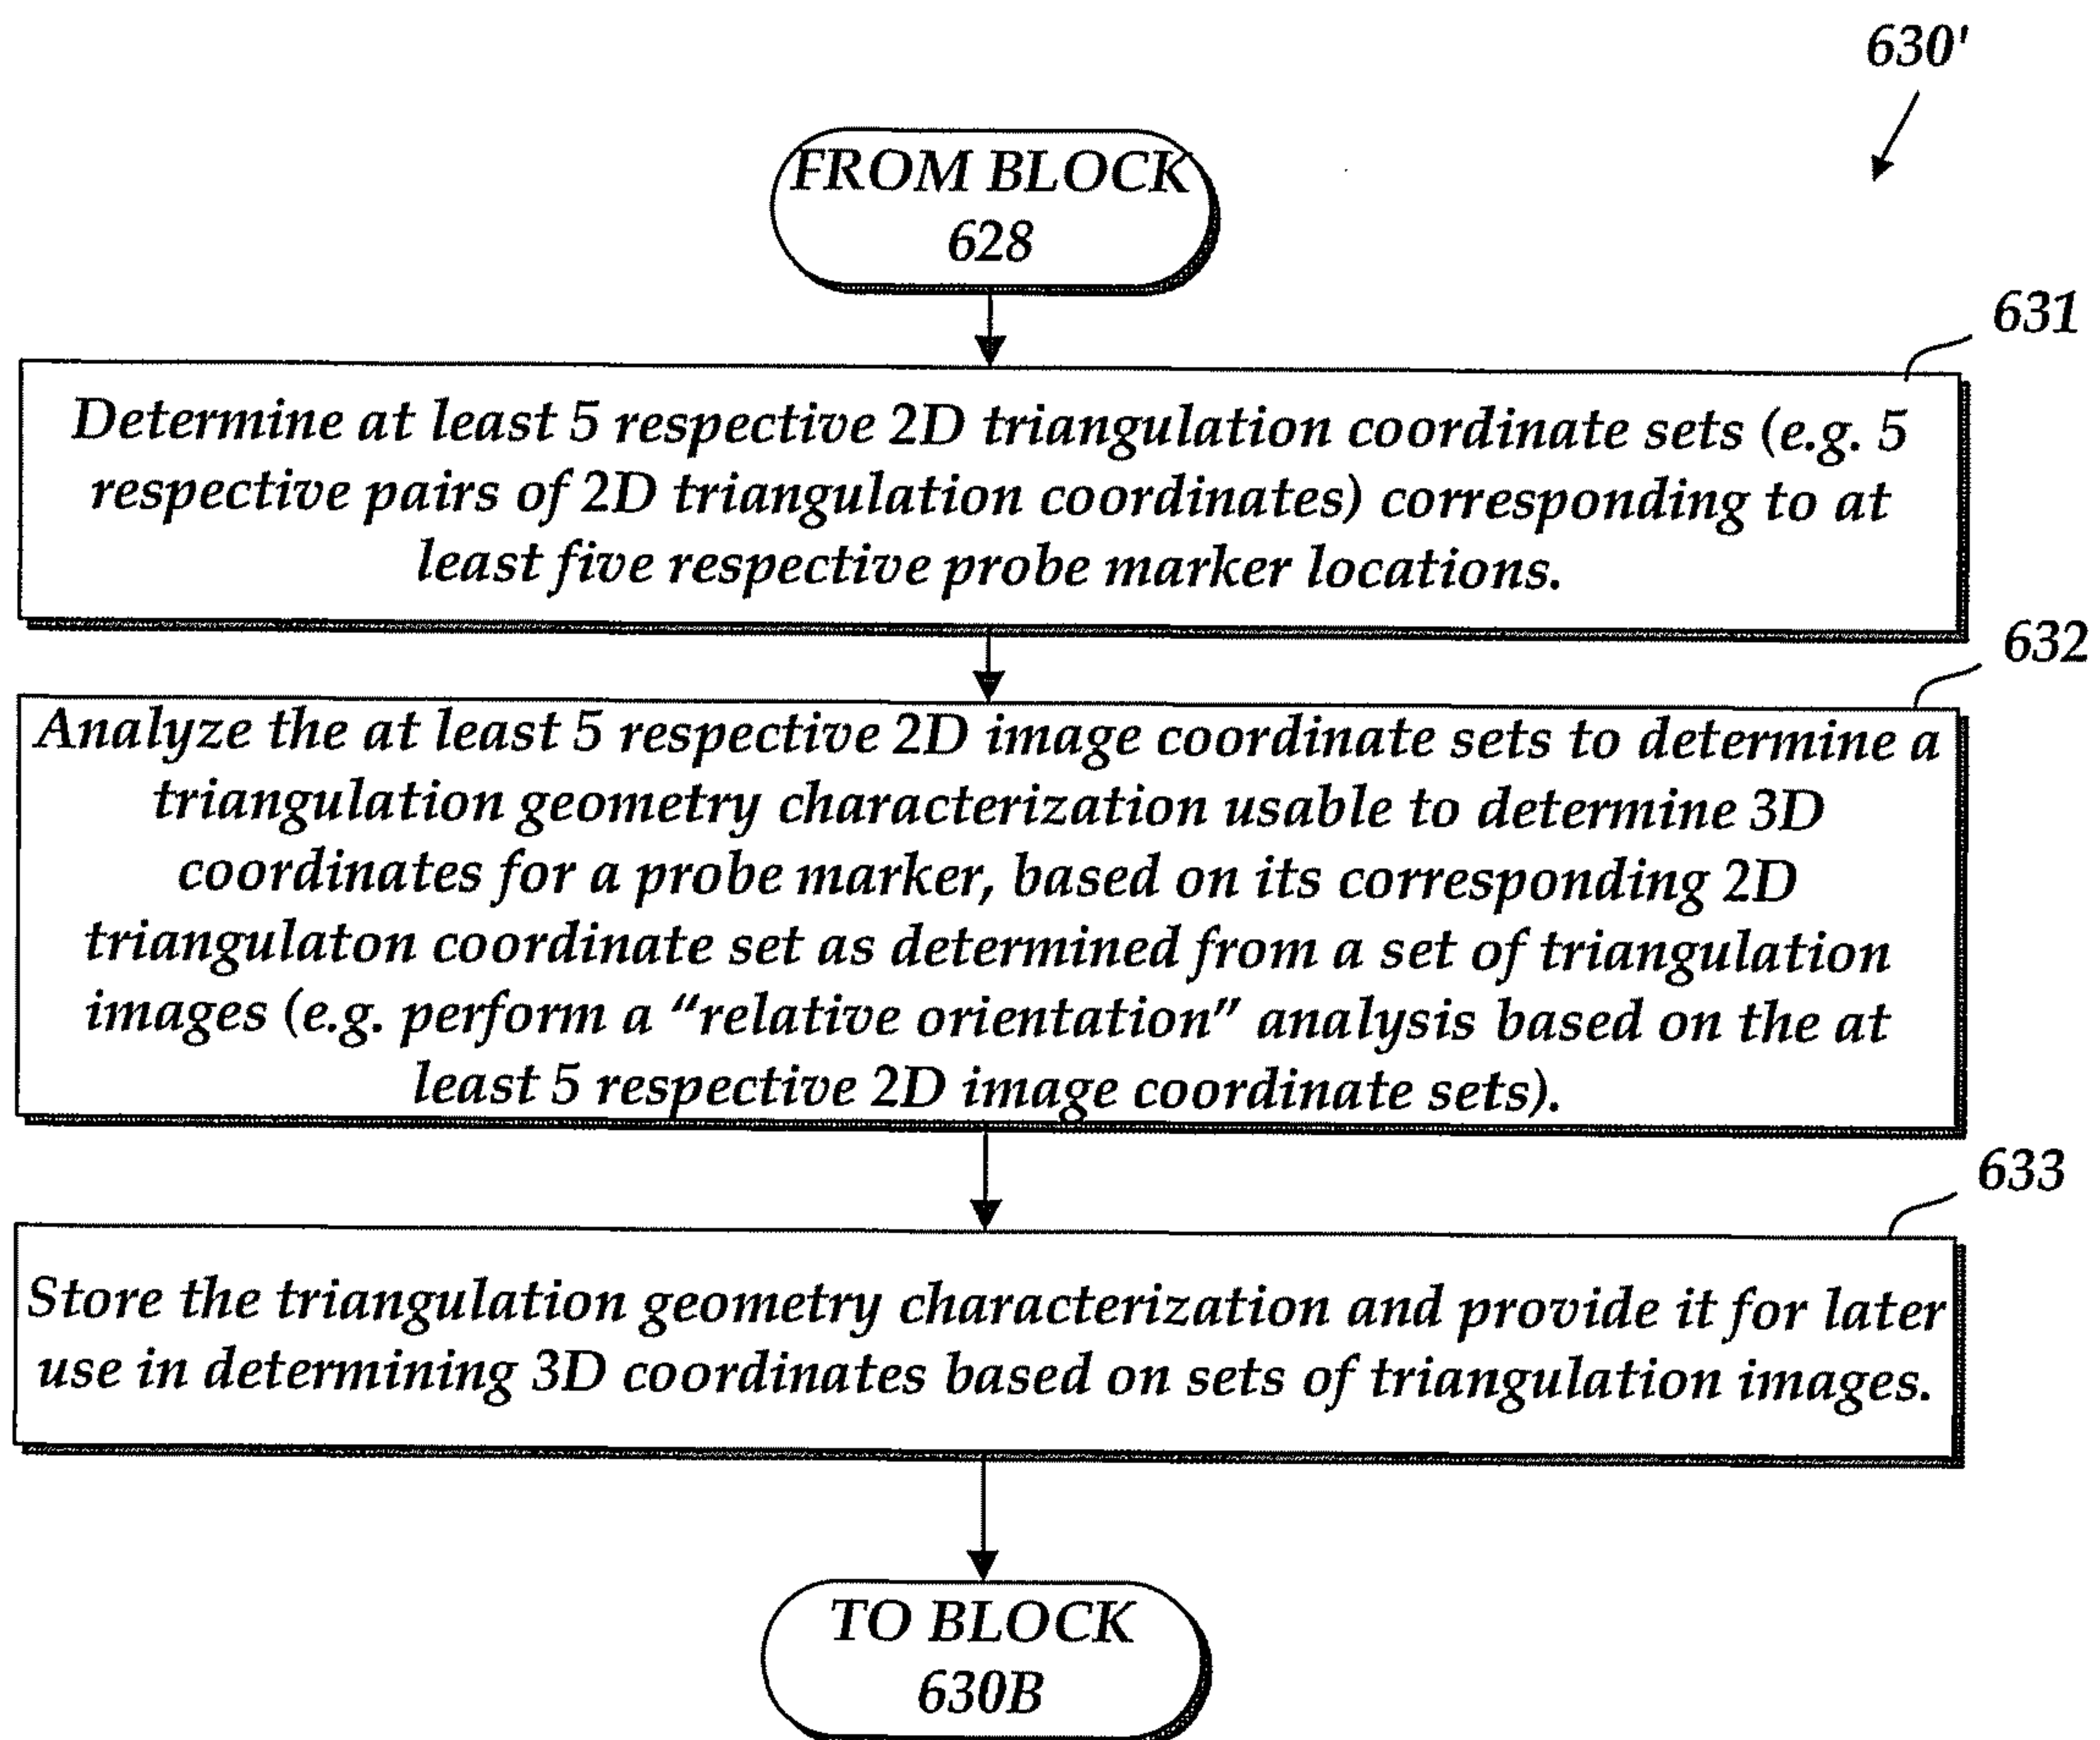 630'
FROM BLOCK
628
631
Determine at least 5 respective 2D triangulation coordinate sets (e.g. 5
respective pairs of 2D triangulation coordinates) corresponding to at
least five respective probe marker locations.
632
Analyze the at least 5 respective 2D image coordinate sets to determine a
triangulation geometry characterization usable to determine 3D
coordinates for a probe marker, based on its corresponding 2D
triangulaton coordinate set as determined from a set of triangulation
images (e.g. perform a “relative orientation” analysis based on the at
least 5 respective 2D image coordinate sets).
633
Store the triangulation geometry characterization and provide it for later
use in determining 3D coordinates based on sets of triangulation images.
TO BLOCK
630B